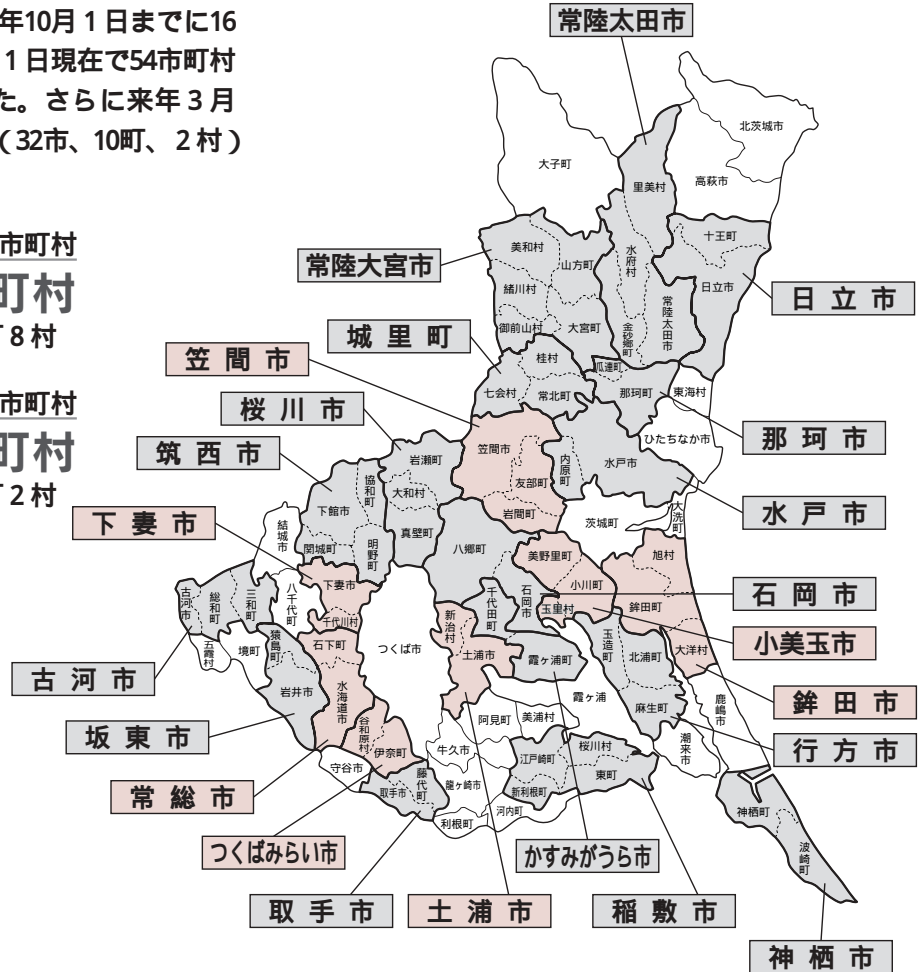 年10月1日までに16
1日現在で54市町村
た。さらに来年3月
(32市、10町、2村)
市町村
町村
8村
市町村
町村
2村
常陸太田市
常陸大宮市
日立市
城里町
笠間市
桜川市
那珂市
筑西市
水戸市
下妻市
石岡市
小美玉市
古河市
鉾田市
坂東市
行方市
常総市
つくばみらい市
かすみがうら市
取手市
土浦市
稲敷市
神栖市
北茨城市
大子町
高萩市
里美村
十王町
美和村
山方町
水府村
日立市
緒川村
常陸太田市
御前山村
大宮町
金砂郷町
桂村
瓜連町
東海村
七会村
常北町
那珂町
ひたちなか市
笠間市
内原町
水戸市
岩瀬町
友部町
協和町
大和村
岩間町
茨城町
大洗町
下館市
結城市
真壁町
八郷町
美野里町
旭村
関城町
明野町
小川町
下妻市
古河市
総和町
三和町
八千代町
千代田町
石岡市
玉里村
鉾田町
千代川村
新治村
玉造町
五霞村
境町
猿島町
石下町
つくば市
土浦市
霞ヶ浦町
北浦町
大洋村
岩井市
水海道市
霞ヶ浦
麻生町
鹿嶋市
谷和原村
伊奈町
阿見町
美浦村
潮来市
牛久市
守谷市
藤代町
江戸崎町
桜川村
取手市
龍ヶ崎市
新利根町
東町
利根町
河内町
神栖町
波崎町